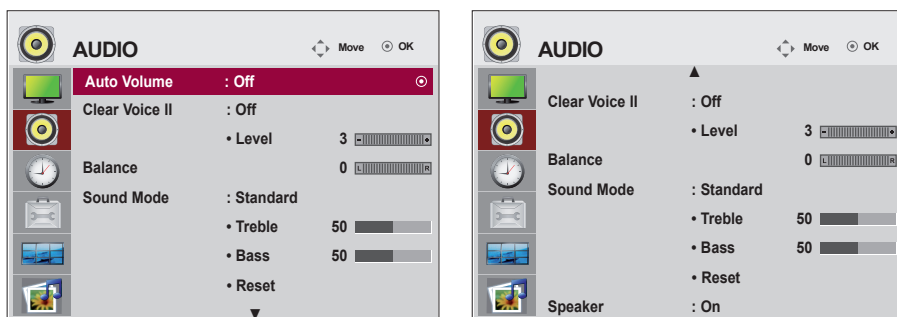 AUDIO Move OK
Auto Volume : Off
Clear Voice II : Off
• Level 3 - +
Balance 0 L R
Sound Mode : Standard
• Treble 50
• Bass 50
• Reset
AUDIO Move OK
Clear Voice II : Off
• Level 3 - +
Balance 0 L R
Sound Mode : Standard
• Treble 50
• Bass 50
• Reset
Speaker : On